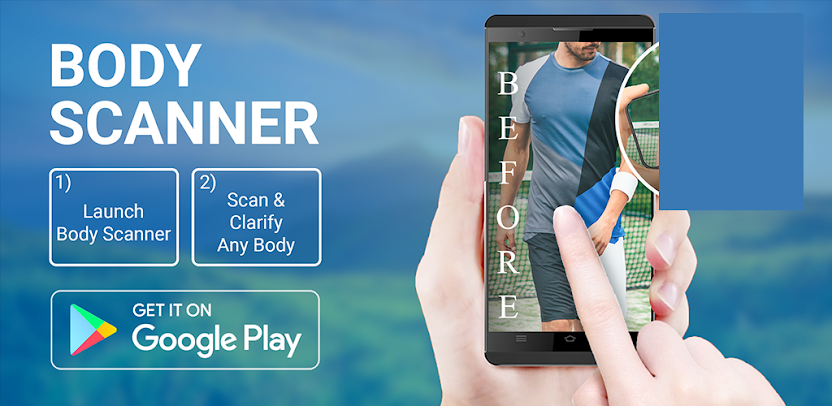 BODY
SCANNER
1)
Launch
Body Scanner
2)
Scan &
Clarify
Any Body
GET IT ON
Google Play
BEFORE